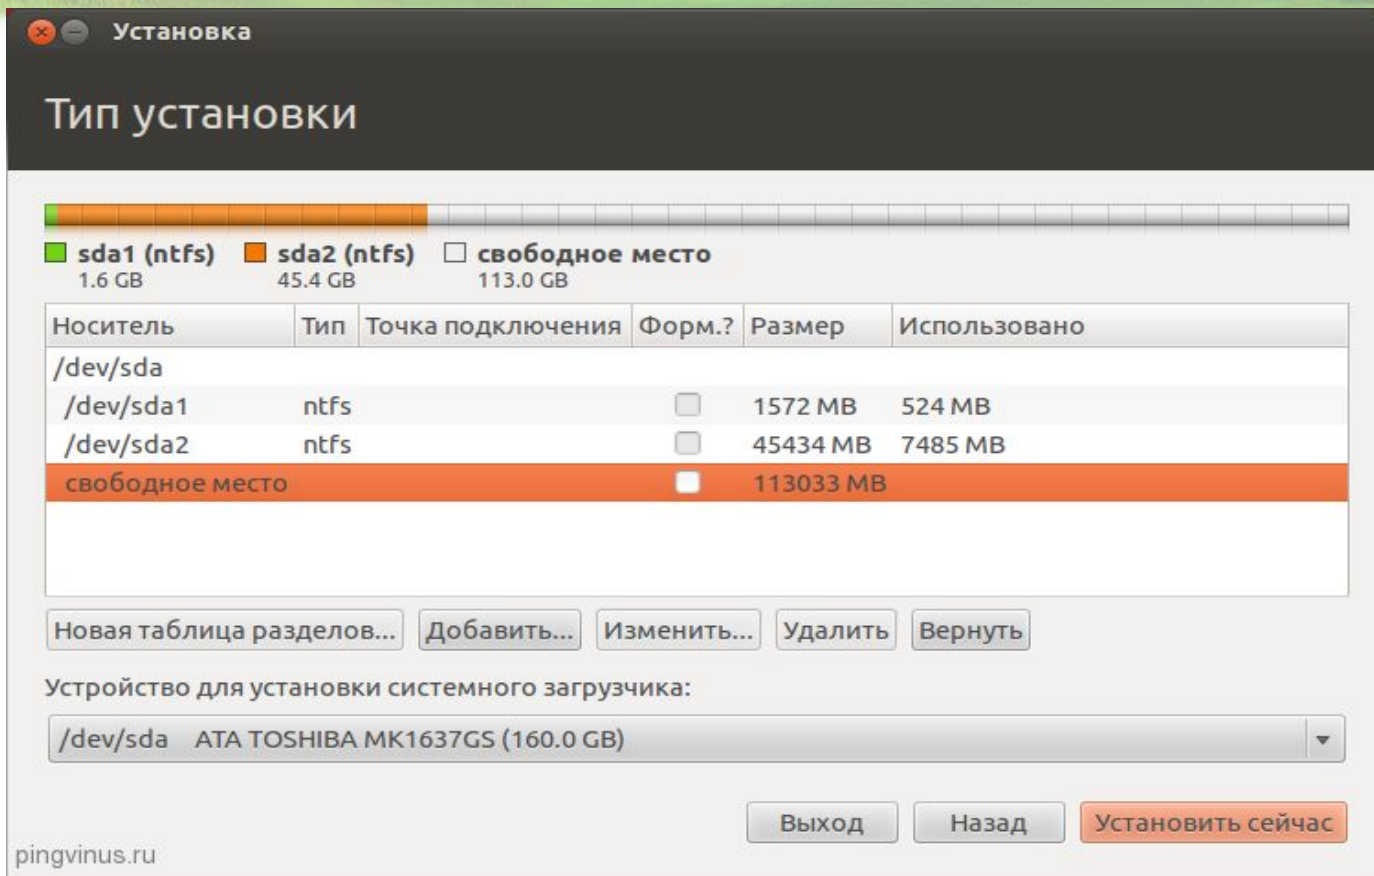 Установка
Тип установки
sda1 (ntfs) sda2 (ntfs) свободное место
1.6 GB 45.4 GB 113.0 GB
Носитель Тип Точка подключения Форм.? Размер Использовано
/dev/sda
/dev/sda1 ntfs 1572 MB 524 MB
/dev/sda2 ntfs 45434 MB 7485 MB
свободное место 113033 MB
Новая таблица разделов... Добавить... Изменить... Удалить Вернуть
Устройство для установки системного загрузчика:
/dev/sda ATA TOSHIBA MK1637GS (160.0 GB)
Выход Назад Установить сейчас
pingvinus.ru